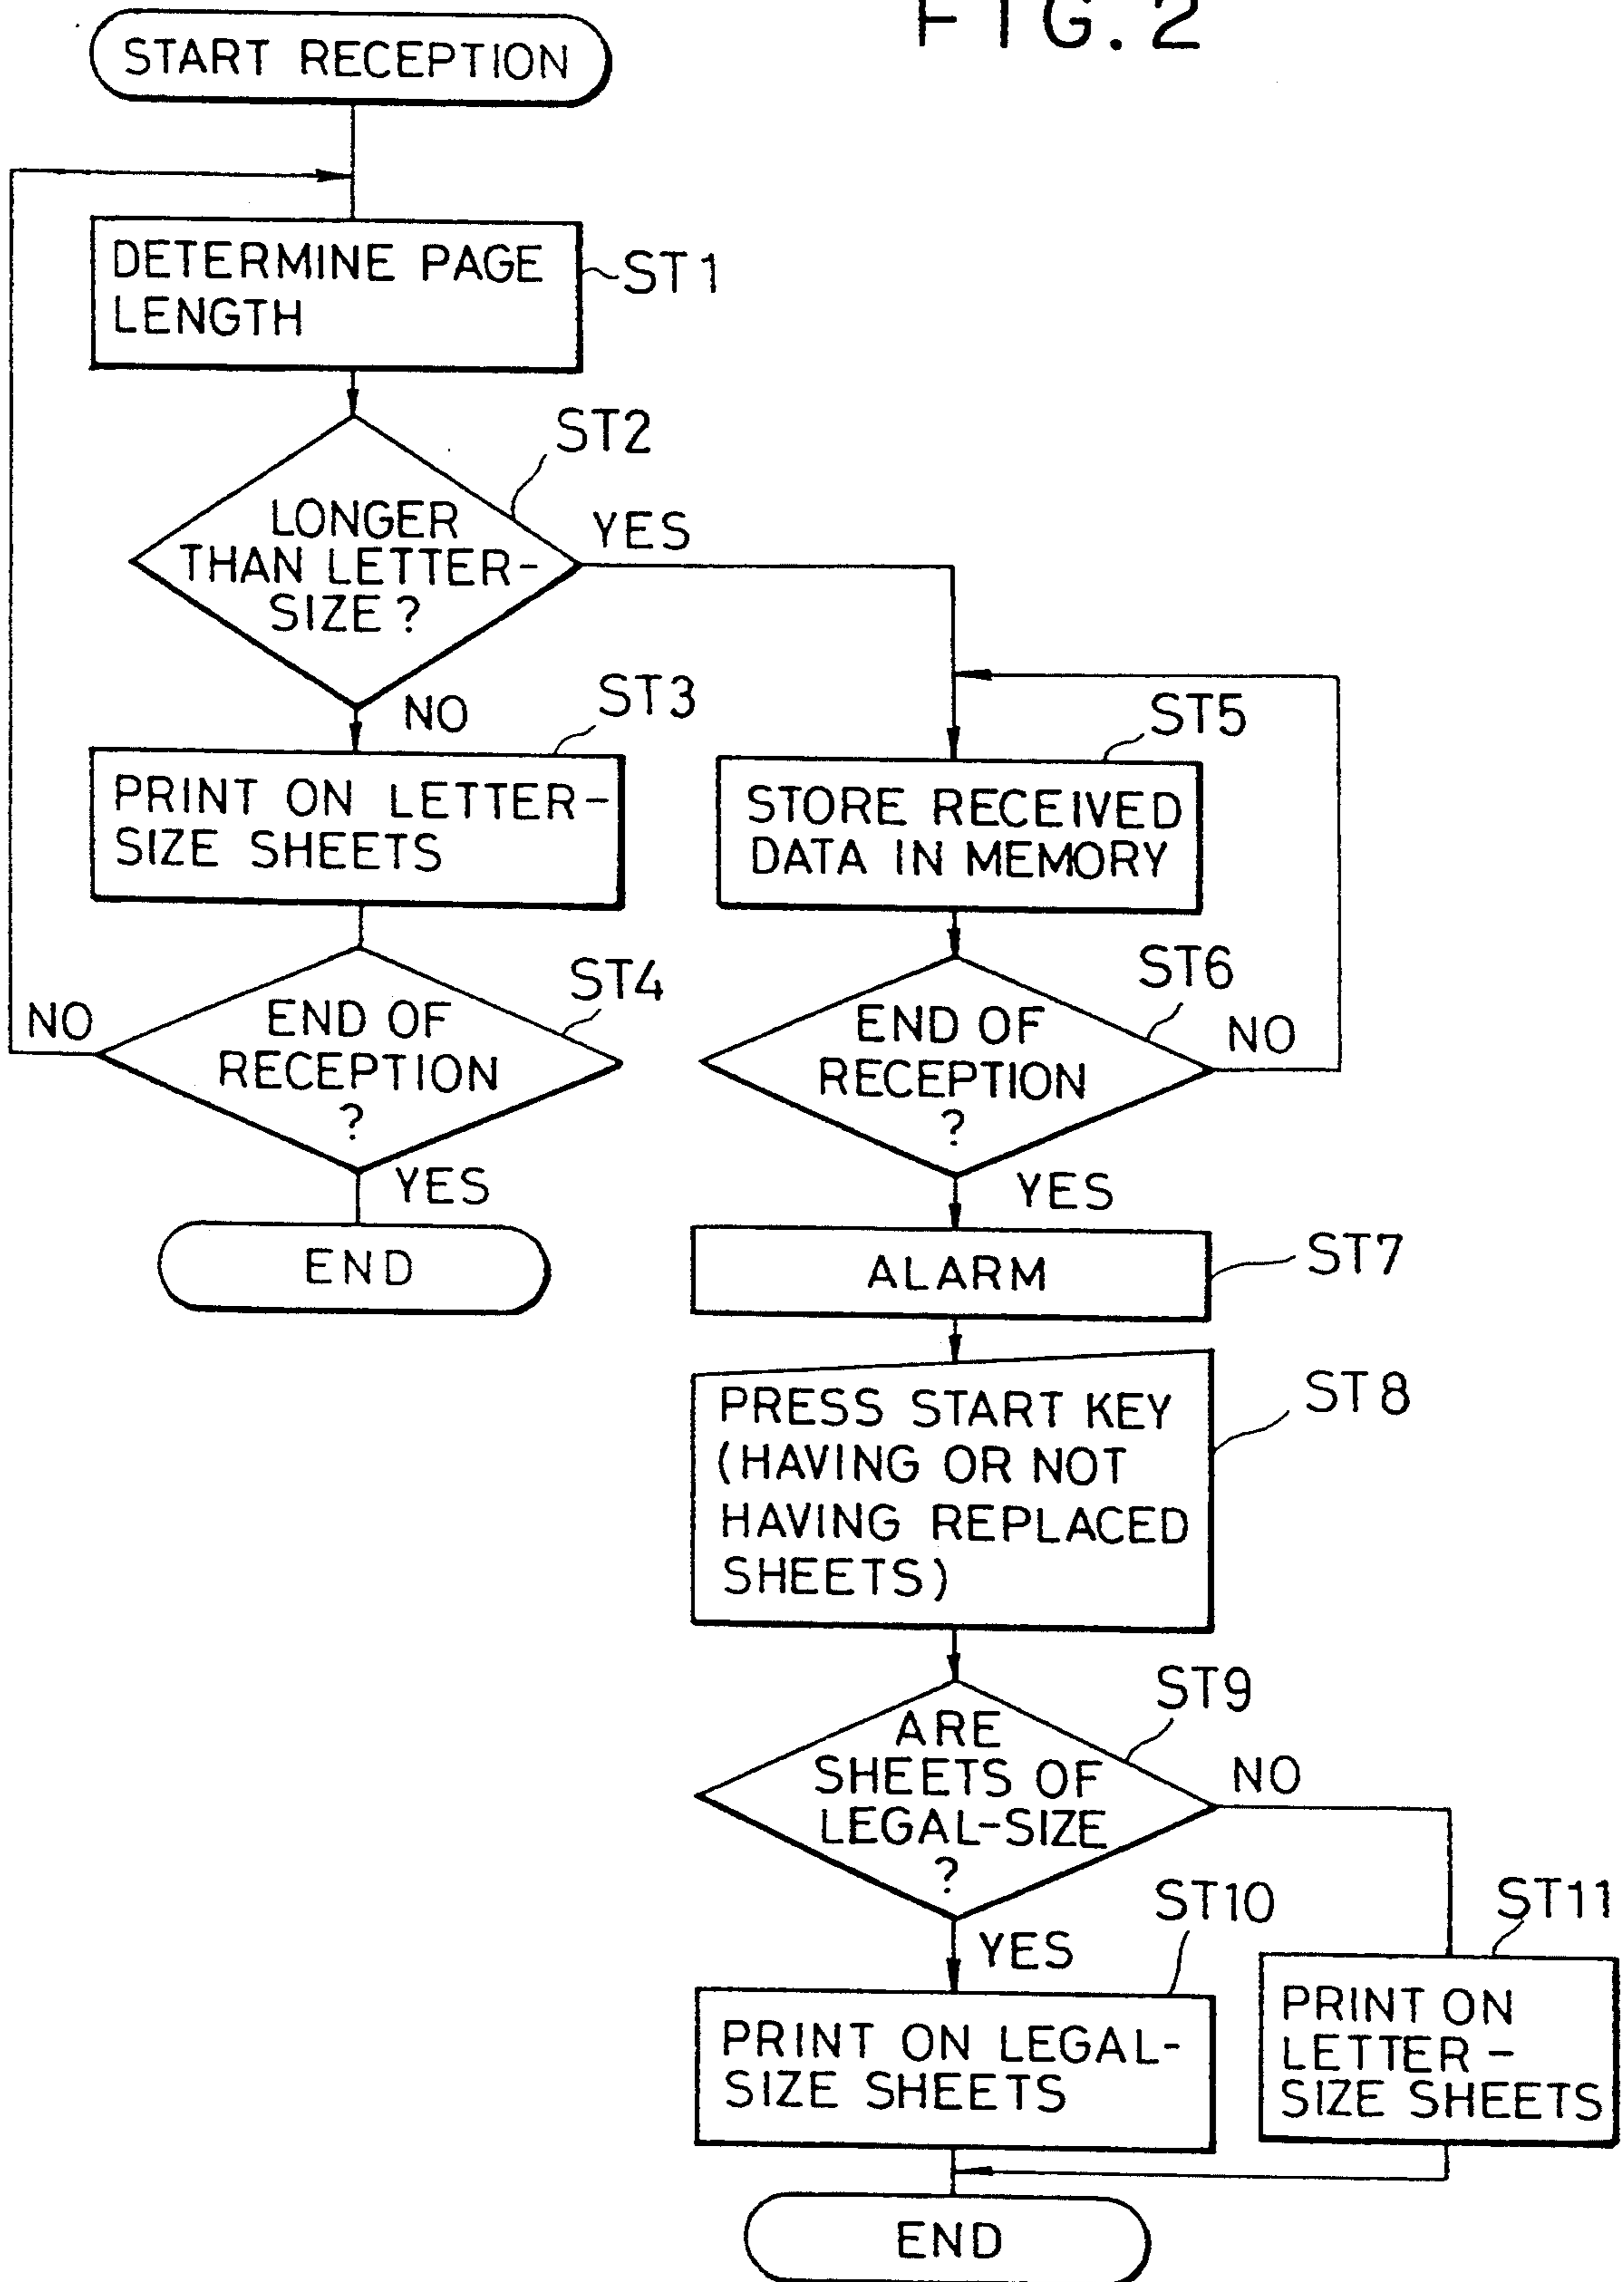 FIG.2
START RECEPTION
DETERMINE PAGE
LENGTH
ST1
ST2
LONGER
THAN LETTER-
SIZE ?
YES
NO
ST3
PRINT ON LETTER-
SIZE SHEETS
ST4
END OF
RECEPTION
?
NO
YES
END
ST5
STORE RECEIVED
DATA IN MEMORY
ST6
END OF
RECEPTION
?
NO
YES
ALARM
ST7
PRESS START KEY
(HAVING OR NOT
HAVING REPLACED
SHEETS)
ST8
ST9
ARE
SHEETS OF
LEGAL-SIZE
?
NO
YES
ST10
PRINT ON LEGAL-
SIZE SHEETS
ST11
PRINT ON
LETTER-
SIZE SHEETS
END